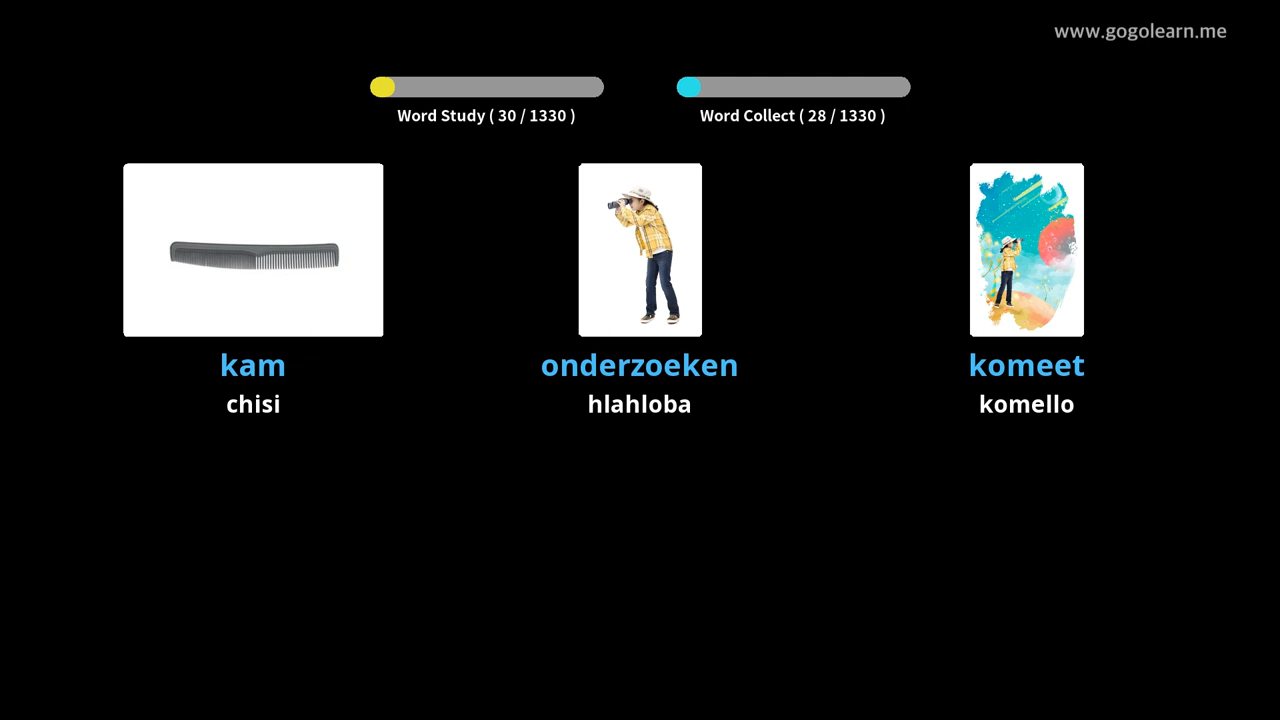 www.gogolearn.me
Word Study ( 30 / 1330 )
Word Collect ( 28 / 1330 )
kam
chisi
onderzoeken
hlahloba
komeet
komello